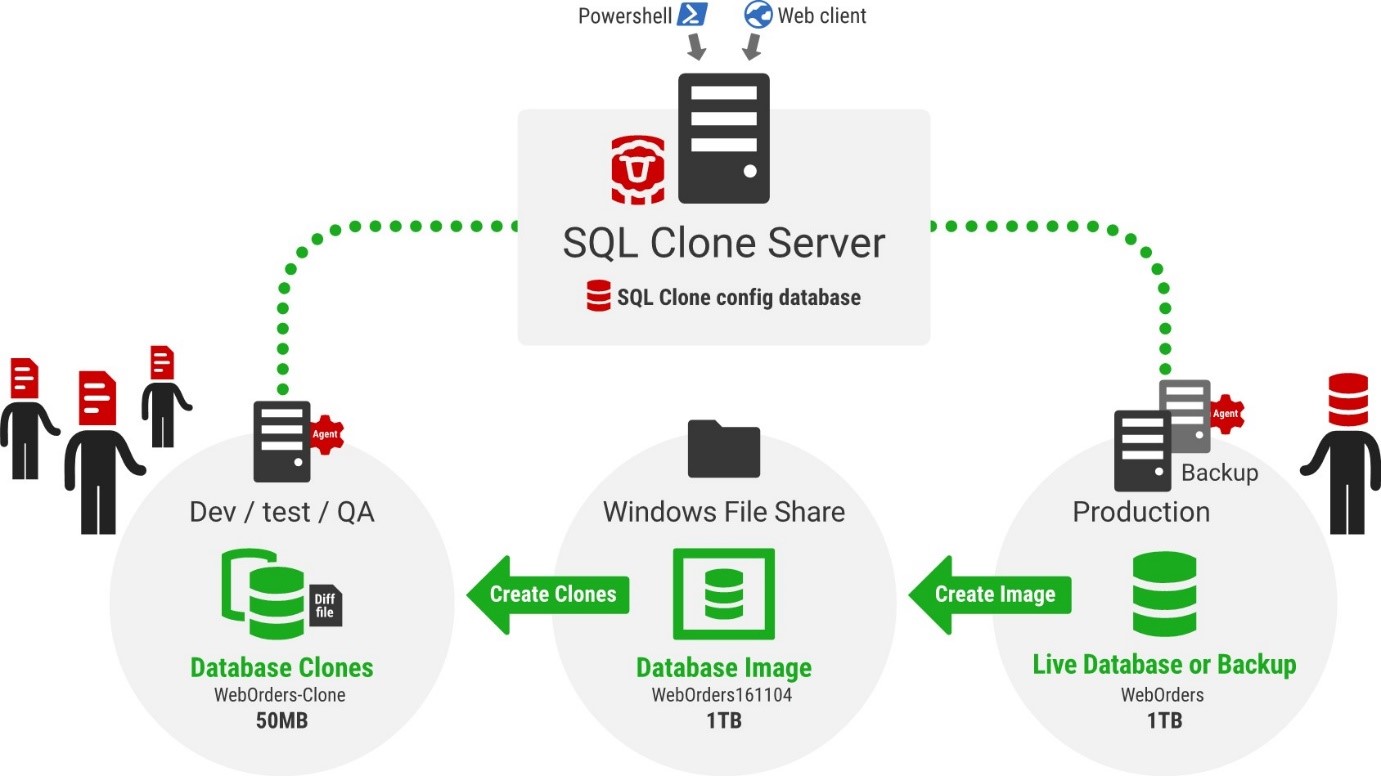 Powershell
Web client
SQL Clone Server
SQL Clone config database
Agent
Dev / test / QA
Create Clones
Diff
file
Database Clones
WebOrders-Clone
50MB
Windows File Share
Database Image
WebOrders161104
1TB
Agent
Backup
Production
Create Image
Live Database or Backup
WebOrders
1TB